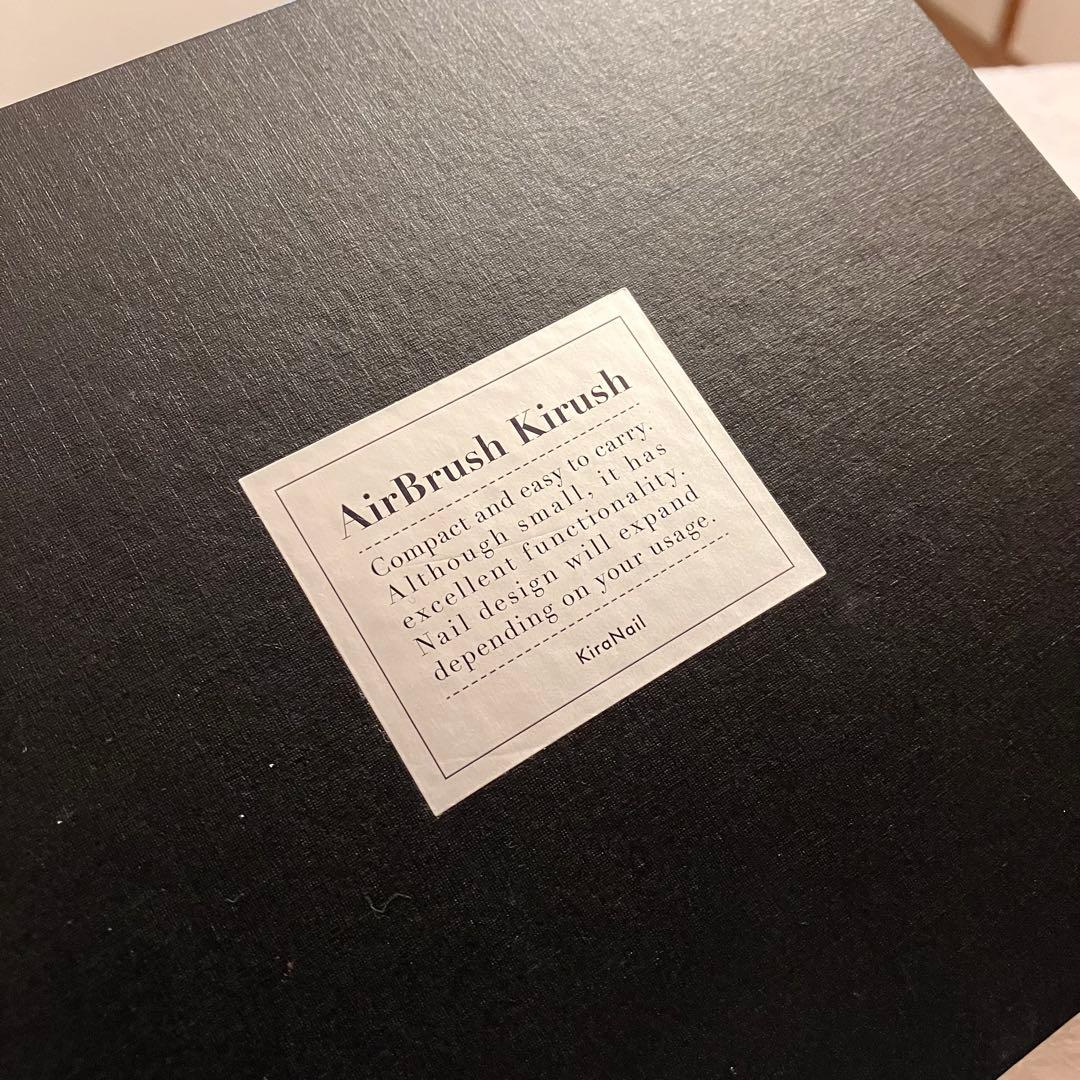 AirBrush Kirush
Compact and easy to carry.
Although small, it has
excellent functionality.
Nail design will expand
depending on your usage.
KiraNail